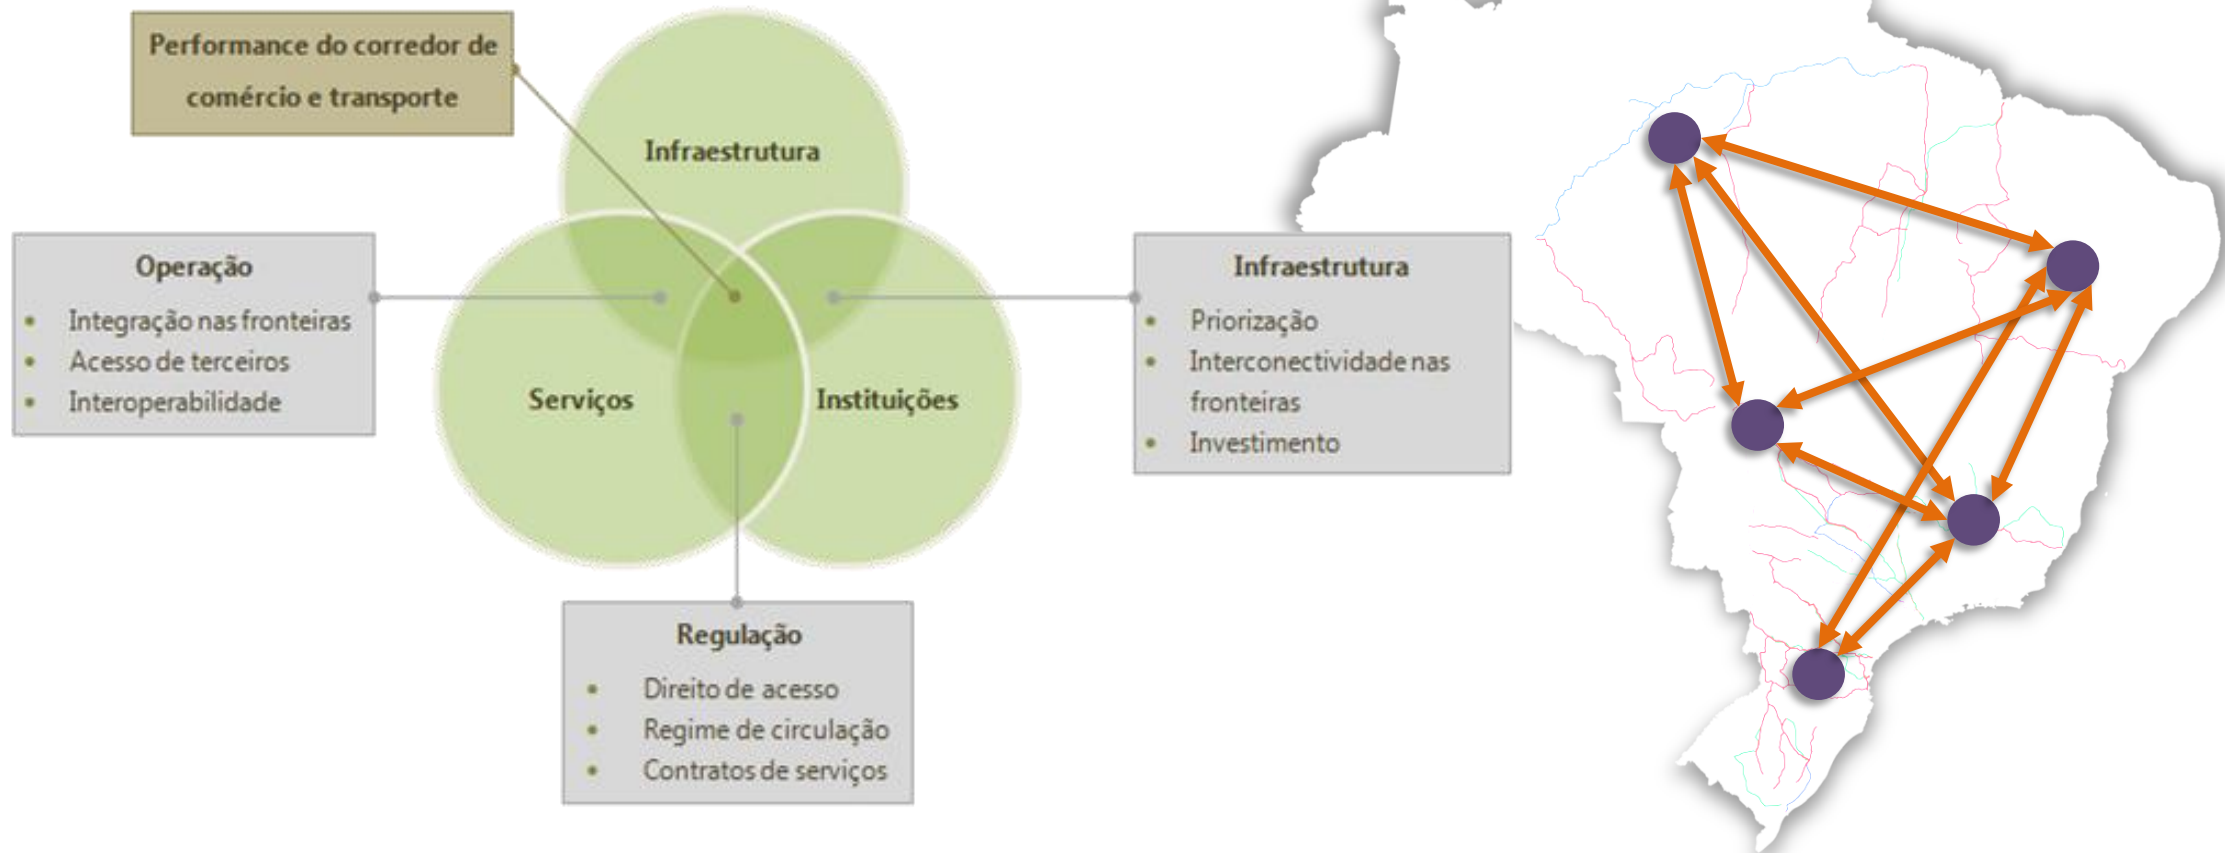 Performance do corredor de
comércio e transporte
Infraestrutura
Serviços
Instituições
Operação
• Integração nas fronteiras
• Acesso de terceiros
• Interoperabilidade
Infraestrutura
• Priorização
• Interconectividade nas
fronteiras
• Investimento
Regulação
• Direito de acesso
• Regime de circulação
• Contratos de serviços